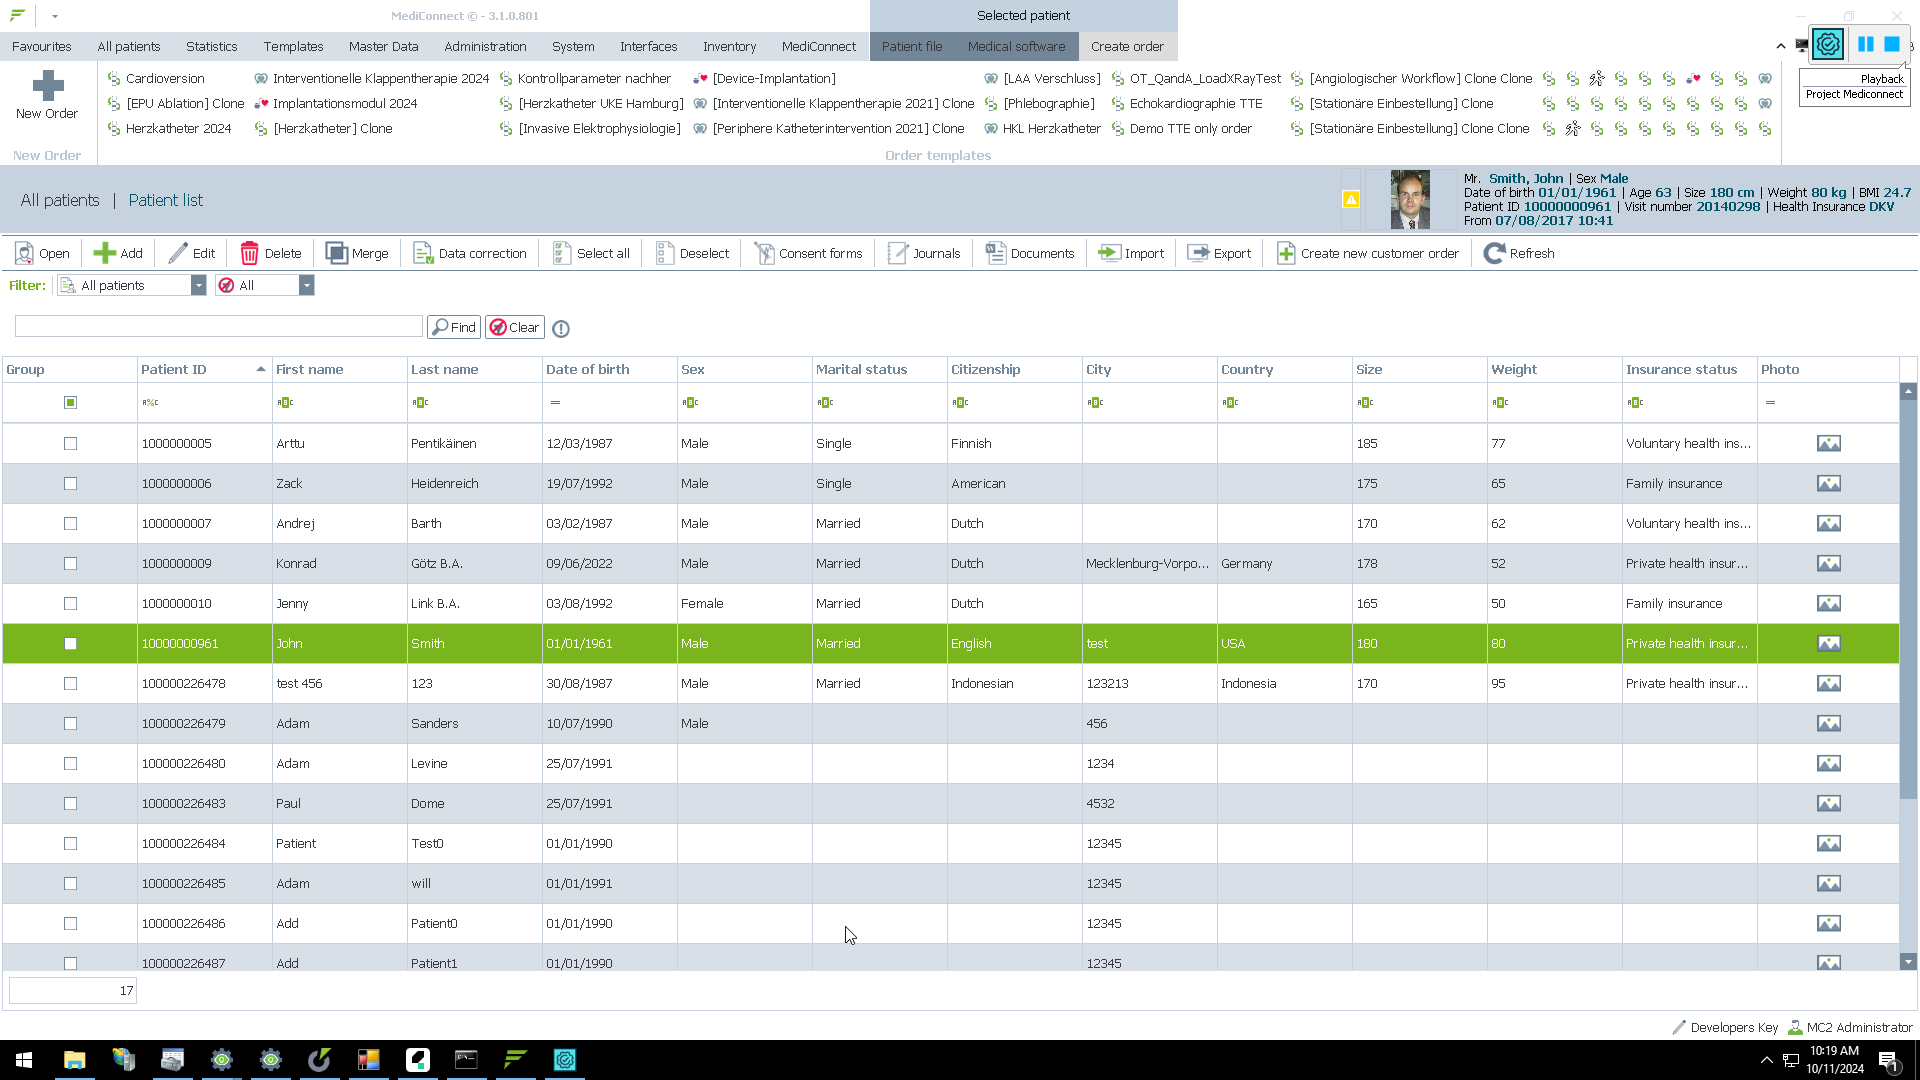 MediConnect © - 3.1.0.801
Selected patient
Favourites All patients Statistics Templates Master Data Administration System Interfaces Inventory MediConnect Patient file Medical software Create order
Cardioversion Interventionelle Klappentherapie 2024 Kontrollparameter nachher [Device-Implantation] [LAA Verschluss] OT_QandA_LoadXRayTest [Angiologischer Workflow] Clone Clone
[EPU Ablation] Clone Implantationsmodul 2024 [Herzkatheter UKE Hamburg] [Interventionelle Klappentherapie 2021] Clone [Phlebographie] Echokardiographie TTE [Stationäre Einbestellung] Clone
Herzkatheter 2024 [Herzkatheter] Clone [Invasive Elektrophysiologie] [Periphere Katheterintervention 2021] Clone HKL Herzkatheter Demo TTE only order [Stationäre Einbestellung] Clone Clone
New Order
New Order
Order templates
Playback
Project Mediconnect
All patients | Patient list
Mr. Smith, John | Sex Male
Date of birth 01/01/1961 | Age 63 | Size 180 cm | Weight 80 kg | BMI 24.7
Patient ID 10000000961 | Visit number 20140298 | Health Insurance DKV
From 07/08/2017 10:41
Open Add Edit Delete Merge Data correction Select all Deselect Consent forms Journals Documents Import Export Create new customer order Refresh
Filter: All patients All
Find Clear
Group Patient ID First name Last name Date of birth Sex Marital status Citizenship City Country Size Weight Insurance status Photo
1000000005 Arttu Pentikäinen 12/03/1987 Male Single Finnish 185 77 Voluntary health ins...
1000000006 Zack Heidenreich 19/07/1992 Male Single American 175 65 Family insurance
1000000007 Andrej Barth 03/02/1987 Male Married Dutch 170 62 Voluntary health ins...
1000000009 Konrad Götz B.A. 09/06/2022 Male Married Dutch Mecklenburg-Vorpo... Germany 178 52 Private health insur...
1000000010 Jenny Link B.A. 03/08/1992 Female Married Dutch 165 50 Family insurance
10000000961 John Smith 01/01/1961 Male Married English test USA 180 80 Private health insur...
100000226478 test 456 123 30/08/1987 Male Married Indonesian 123213 Indonesia 170 95 Private health insur...
100000226479 Adam Sanders 10/07/1990 Male 456
100000226480 Adam Levine 25/07/1991 1234
100000226483 Paul Dome 25/07/1991 4532
100000226484 Patient Test0 01/01/1990 12345
100000226485 Adam will 01/01/1991 12345
100000226486 Add Patient0 01/01/1990 12345
100000226487 Add Patient1 01/01/1990 12345
17
Developers Key MC2 Administrator
10:19 AM
10/11/2024
1